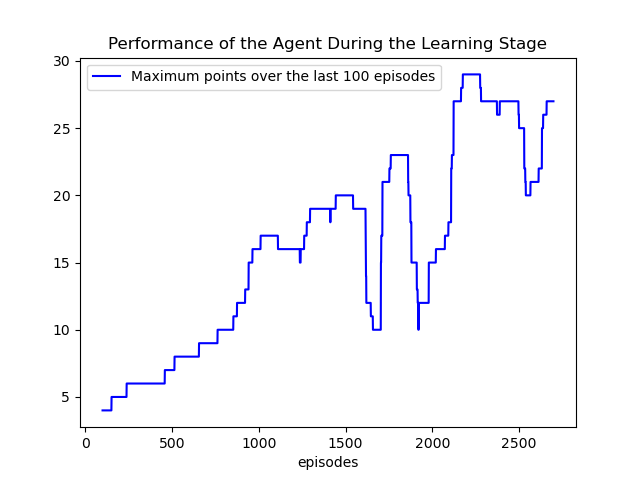 Performance of the Agent During the Learning Stage
Maximum points over the last 100 episodes
30
25
20
15
10
5
0 500 1000 1500 2000 2500
episodes